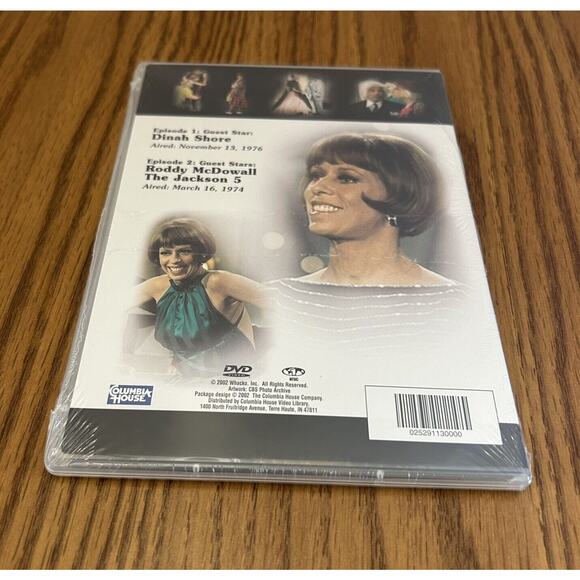 Episode 1: Guest Star:
Dinah Shore
Aired: November 13, 1976
Episode 2: Guest Stars:
Roddy McDowall
The Jackson 5
Aired: March 16, 1974
DVD
VIDEO
NTSC
© 2002 Whacko, Inc. All Rights Reserved.
Artwork: CBS Photo Archive
Package design © 2002 The Columbia House Company.
Distributed by Columbia House Video Library,
1400 North Fruitridge Avenue, Terre Haute, IN 47811
COLUMBIA
HOUSE
025291130000